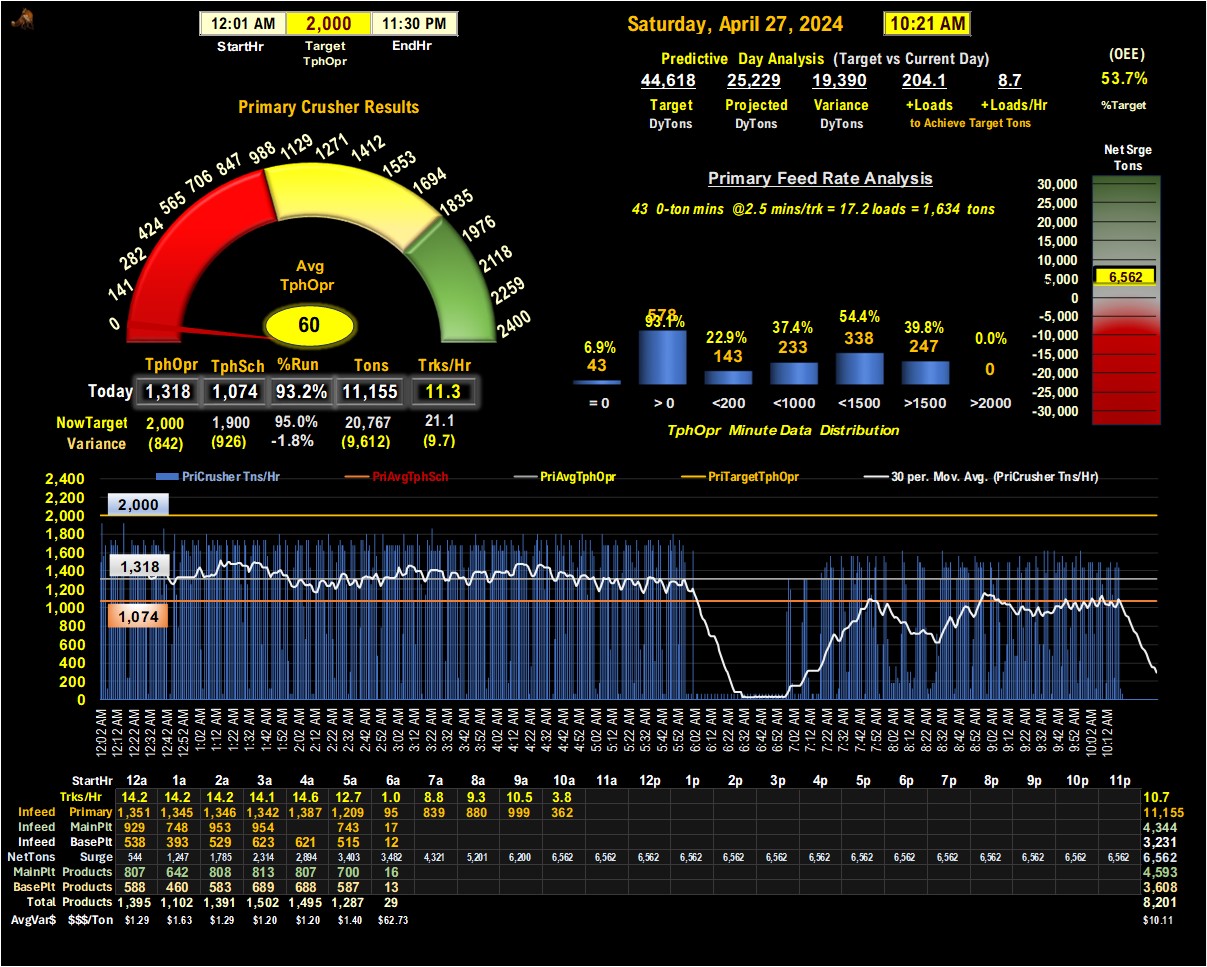 12:01 AM 2,000 11:30 PM
StartHr Target TphOpr EndHr
Saturday, April 27, 2024 10:21 AM
Predictive Day Analysis (Target vs Current Day)
44,618 25,229 19,390 204.1 8.7
Target Projected Variance +Loads +Loads/Hr
DyTons DyTons DyTons to Achieve Target Tons
(OEE)
53.7%
%Target
Primary Crusher Results
0 141 282 424 565 706 847 988 1129 1271 1412 1553 1694 1835 1976 2118 2259 2400
Avg
TphOpr
60
TphOpr TphSch %Run Tons Trks/Hr
Today 1,318 1,074 93.2% 11,155 11.3
NowTarget 2,000 1,900 95.0% 20,767 21.1
Variance (842) (926) -1.8% (9,612) (9.7)
Primary Feed Rate Analysis
43 0-ton mins @2.5 mins/trk = 17.2 loads = 1,634 tons
6.9% 93.1% 22.9% 37.4% 54.4% 39.8% 0.0%
43 578 143 233 338 247 0
= 0 > 0 <200 <1000 <1500 >1500 >2000
TphOpr Minute Data Distribution
Net Srge
Tons
30,000
25,000
20,000
15,000
10,000
6,562
5,000
0
-5,000
-10,000
-15,000
-20,000
-25,000
-30,000
PriCrusher Tns/Hr PriAvgTphSch PriAvgTphOpr PriTargetTphOpr 30 per. Mov. Avg. (PriCrusher Tns/Hr)
2,400
2,200
2,000
1,800
1,600
1,400
1,200
1,000
800
600
400
200
0
2,000
1,318
1,074
12:02 AM 12:12 AM 12:22 AM 12:32 AM 12:42 AM 12:52 AM 1:02 AM 1:12 AM 1:22 AM 1:32 AM 1:42 AM 1:52 AM 2:02 AM 2:12 AM 2:22 AM 2:32 AM 2:42 AM 2:52 AM 3:02 AM 3:12 AM 3:22 AM 3:32 AM 3:42 AM 3:52 AM 4:02 AM 4:12 AM 4:22 AM 4:32 AM 4:42 AM 4:52 AM 5:02 AM 5:12 AM 5:22 AM 5:32 AM 5:42 AM 5:52 AM 6:02 AM 6:12 AM 6:22 AM 6:32 AM 6:42 AM 6:52 AM 7:02 AM 7:12 AM 7:22 AM 7:32 AM 7:42 AM 7:52 AM 8:02 AM 8:12 AM 8:22 AM 8:32 AM 8:42 AM 8:52 AM 9:02 AM 9:12 AM 9:22 AM 9:32 AM 9:42 AM 9:52 AM 10:02 AM 10:12 AM
StartHr 12a 1a 2a 3a 4a 5a 6a 7a 8a 9a 10a 11a 12p 1p 2p 3p 4p 5p 6p 7p 8p 9p 10p 11p
Trks/Hr 14.2 14.2 14.2 14.1 14.6 12.7 1.0 8.8 9.3 10.5 3.8 10.7
Infeed Primary 1,351 1,345 1,346 1,342 1,387 1,209 95 839 880 999 362 11,155
Infeed MainPlt 929 748 953 954 743 17 4,344
Infeed BasePlt 538 393 529 623 621 515 12 3,231
NetTons Surge 544 1,247 1,785 2,314 2,894 3,403 3,482 4,321 5,201 6,200 6,562 6,562 6,562 6,562 6,562 6,562 6,562 6,562 6,562 6,562 6,562 6,562 6,562 6,562 6,562
MainPlt Products 807 642 808 813 807 700 16 4,593
BasePlt Products 588 460 583 689 688 587 13 3,608
Total Products 1,395 1,102 1,391 1,502 1,495 1,287 29 8,201
AvgVar$ $$$/Ton $1.29 $1.63 $1.29 $1.20 $1.20 $1.40 $62.73 $10.11